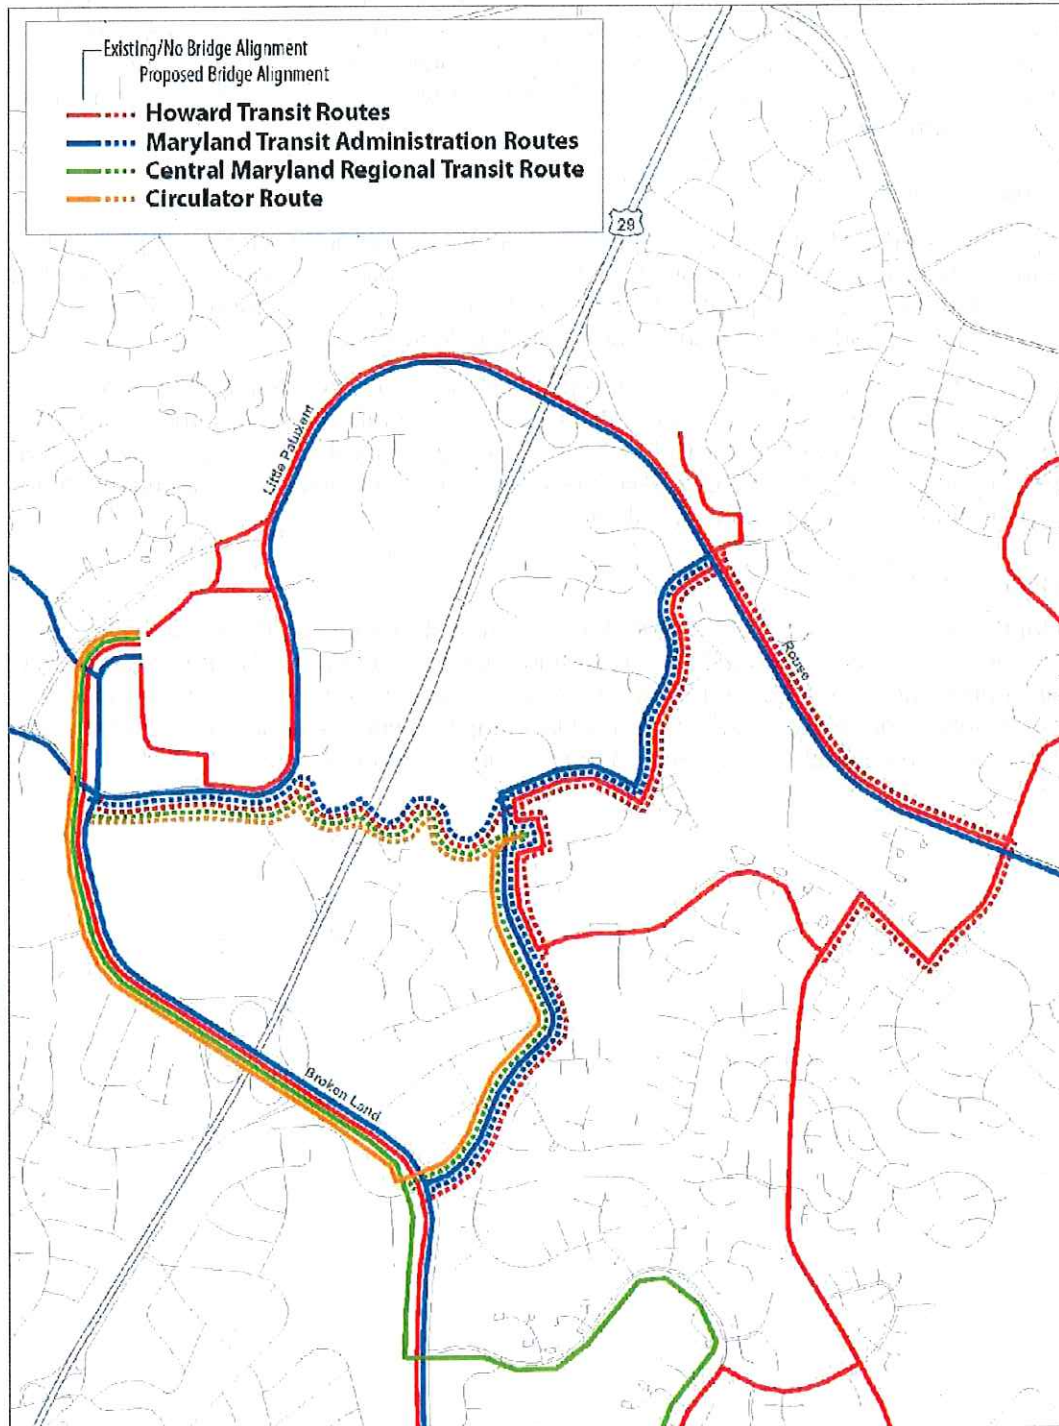 Existing/No Bridge Alignment
Proposed Bridge Alignment
Howard Transit Routes
Maryland Transit Administration Routes
Central Maryland Regional Transit Route
Circulator Route
29
Little Patuxent
Rouse
Broken Land